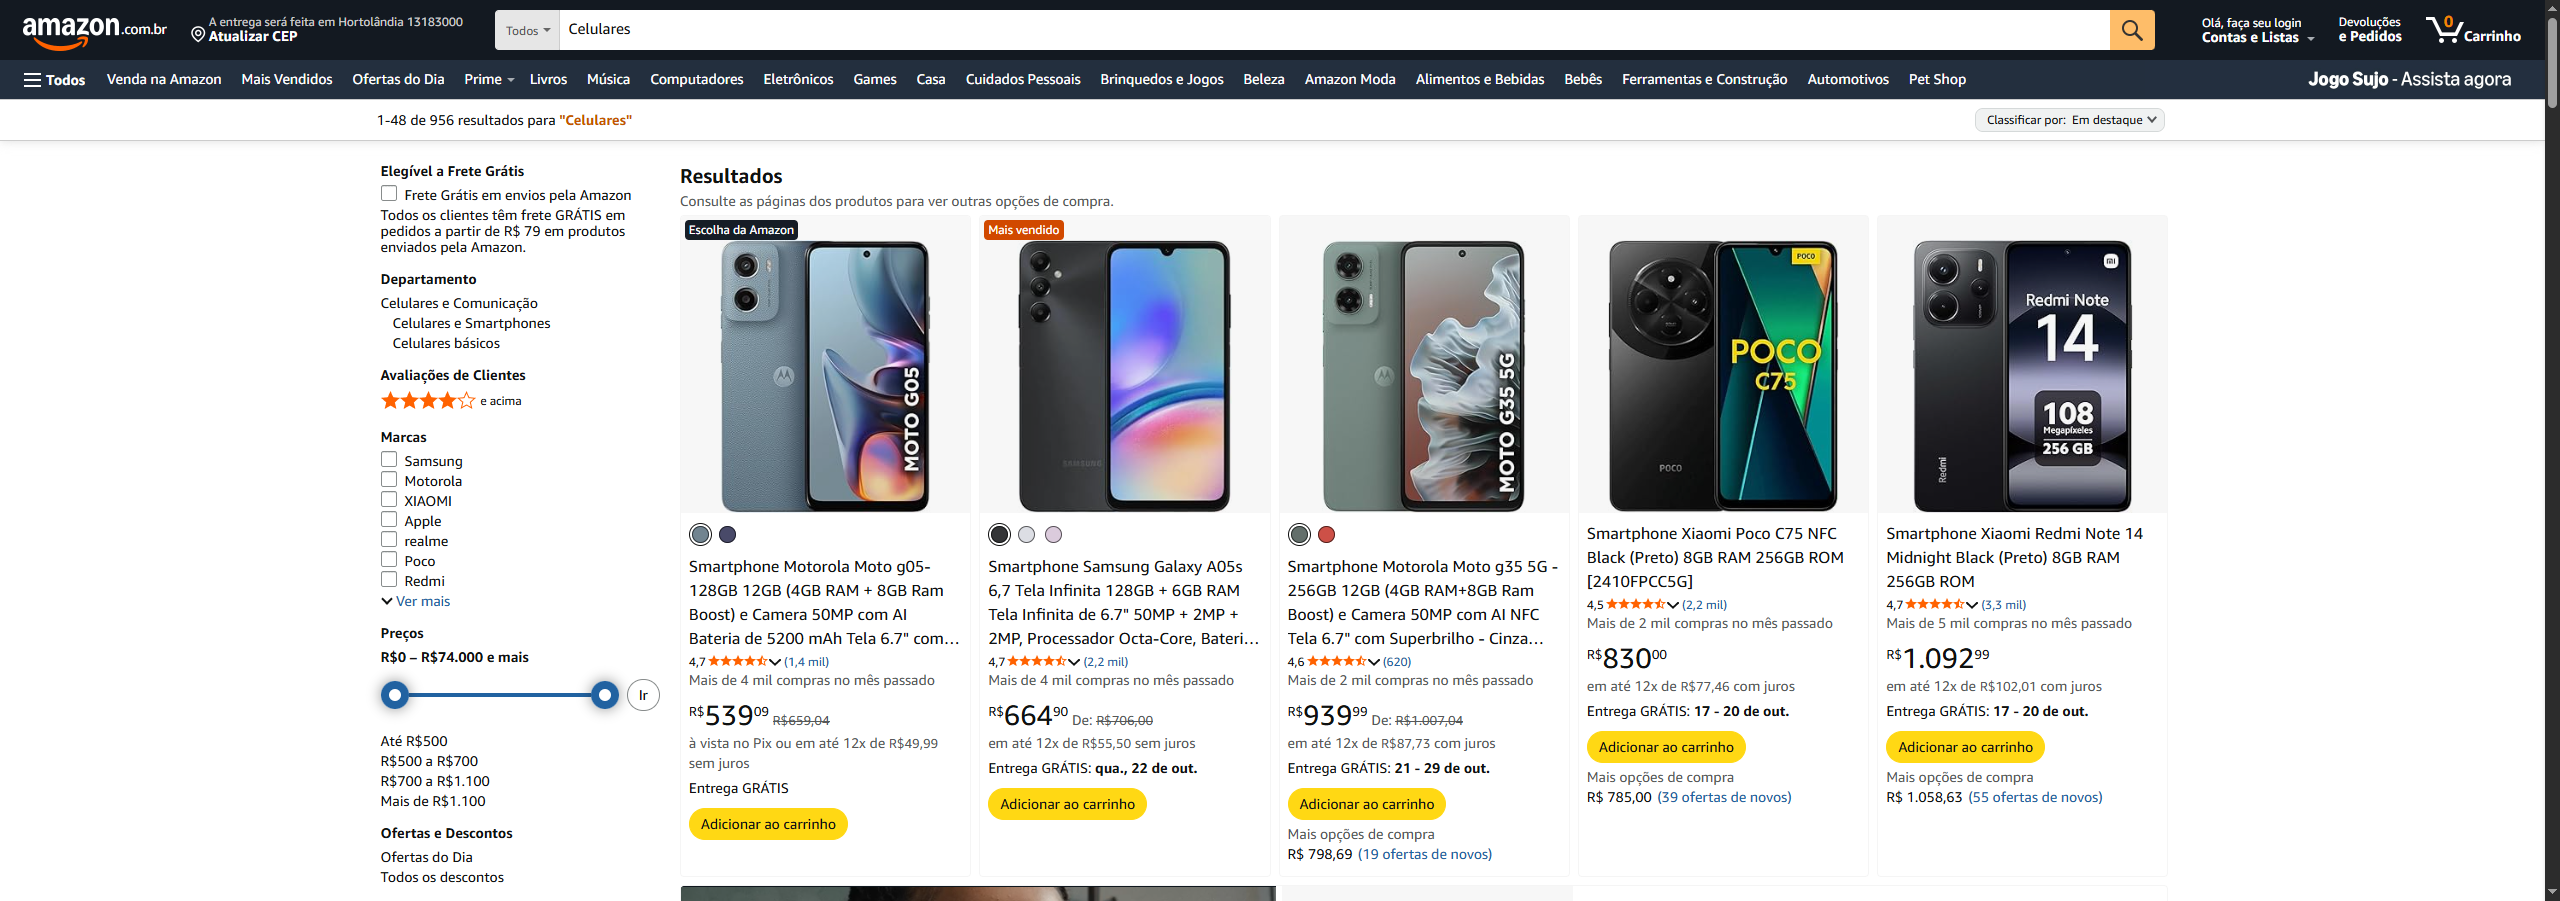 amazon.com.br
A entrega será feita em Hortolândia 13183000
Atualizar CEP
Todos
Celulares
Olá, faça seu login
Contas e Listas
Devoluções
e Pedidos
0
Carrinho
Todos
Venda na Amazon
Mais Vendidos
Ofertas do Dia
Prime
Livros
Música
Computadores
Eletrônicos
Games
Casa
Cuidados Pessoais
Brinquedos e Jogos
Beleza
Amazon Moda
Alimentos e Bebidas
Bebês
Ferramentas e Construção
Automotivos
Pet Shop
Jogo Sujo - Assista agora
1-48 de 956 resultados para "Celulares"
Classificar por: Em destaque
Elegível a Frete Grátis
Frete Grátis em envios pela Amazon
Todos os clientes têm frete GRÁTIS em
pedidos a partir de R$ 79 em produtos
enviados pela Amazon.
Departamento
Celulares e Comunicação
Celulares e Smartphones
Celulares básicos
Avaliações de Clientes
e acima
Marcas
Samsung
Motorola
XIAOMI
Apple
realme
Poco
Redmi
Ver mais
Preços
R$0 – R$74.000 e mais
Ir
Até R$500
R$500 a R$700
R$700 a R$1.100
Mais de R$1.100
Ofertas e Descontos
Ofertas do Dia
Todos os descontos
Resultados
Consulte as páginas dos produtos para ver outras opções de compra.
Escolha da Amazon
MOTO G05
Smartphone Motorola Moto g05-
128GB 12GB (4GB RAM + 8GB Ram
Boost) e Camera 50MP com AI
Bateria de 5200 mAh Tela 6.7" com…
4,7 (1,4 mil)
Mais de 4 mil compras no mês passado
R$53909 R$659,04
à vista no Pix ou em até 12x de R$49,99
sem juros
Entrega GRÁTIS
Adicionar ao carrinho
Mais vendido
SAMSUNG
Smartphone Samsung Galaxy A05s
6,7 Tela Infinita 128GB + 6GB RAM
Tela Infinita de 6.7" 50MP + 2MP +
2MP, Processador Octa-Core, Bateri…
4,7 (2,2 mil)
Mais de 4 mil compras no mês passado
R$66490 De: R$706,00
em até 12x de R$55,50 sem juros
Entrega GRÁTIS: qua., 22 de out.
Adicionar ao carrinho
MOTO G35 5G
Smartphone Motorola Moto g35 5G -
256GB 12GB (4GB RAM+8GB Ram
Boost) e Camera 50MP com AI NFC
Tela 6.7" com Superbrilho - Cinza…
4,6 (620)
Mais de 2 mil compras no mês passado
R$93999 De: R$1.007,04
em até 12x de R$87,73 com juros
Entrega GRÁTIS: 21 - 29 de out.
Adicionar ao carrinho
Mais opções de compra
R$ 798,69 (19 ofertas de novos)
POCO
POCO
C75
POCO
Smartphone Xiaomi Poco C75 NFC
Black (Preto) 8GB RAM 256GB ROM
[2410FPCC5G]
4,5 (2,2 mil)
Mais de 2 mil compras no mês passado
R$83000
em até 12x de R$77,46 com juros
Entrega GRÁTIS: 17 - 20 de out.
Adicionar ao carrinho
Mais opções de compra
R$ 785,00 (39 ofertas de novos)
Redmi Note
14
108
Megapíxeles
256 GB
Redmi
Smartphone Xiaomi Redmi Note 14
Midnight Black (Preto) 8GB RAM
256GB ROM
4,7 (3,3 mil)
Mais de 5 mil compras no mês passado
R$1.09299
em até 12x de R$102,01 com juros
Entrega GRÁTIS: 17 - 20 de out.
Adicionar ao carrinho
Mais opções de compra
R$ 1.058,63 (55 ofertas de novos)